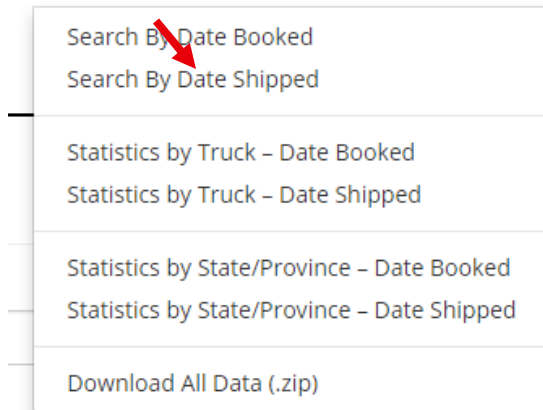 Search By Date Booked
Search By Date Shipped
Statistics by Truck – Date Booked
Statistics by Truck – Date Shipped
Statistics by State/Province – Date Booked
Statistics by State/Province – Date Shipped
Download All Data (.zip)